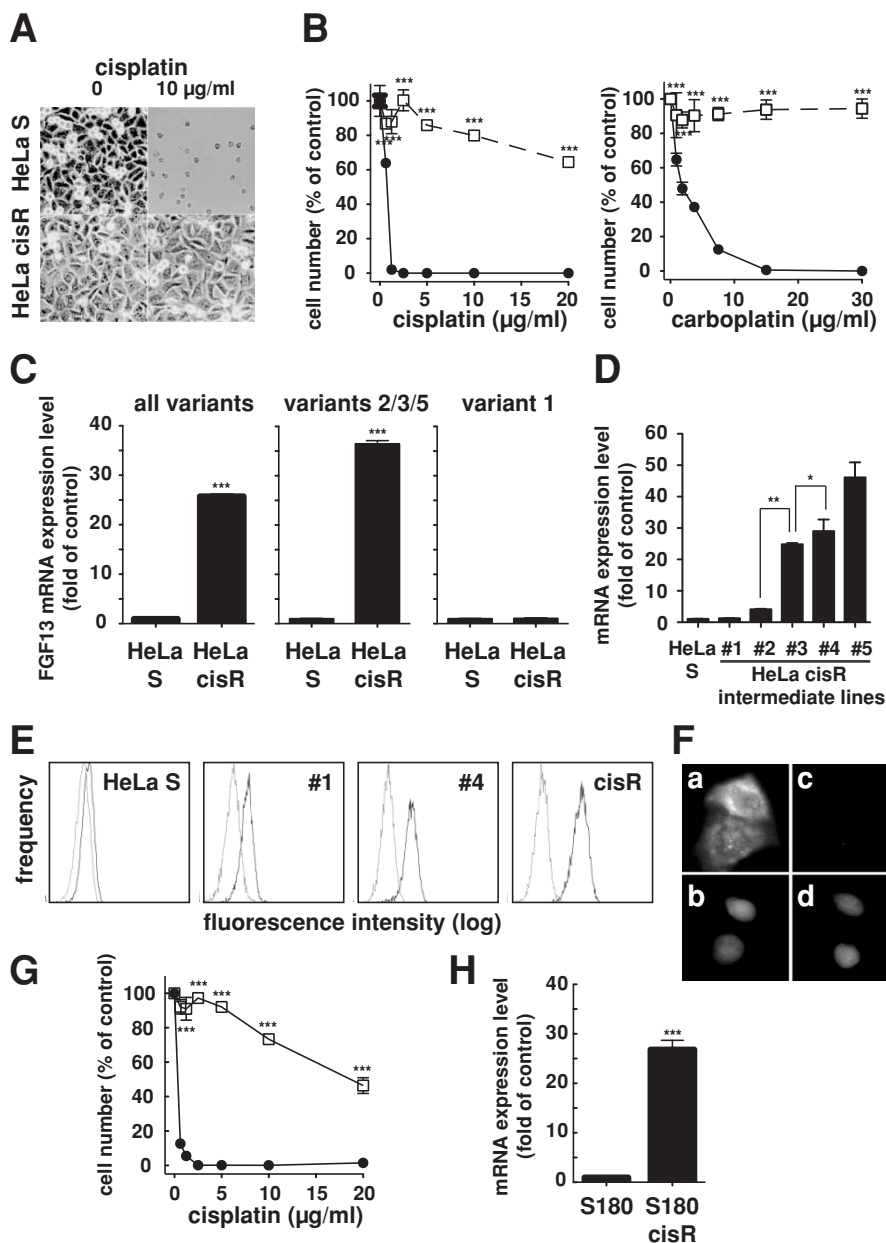 A
cisplatin
0 10 µg/ml
HeLa S
HeLa cisR
B
cell number (% of control)
100
80
60
40
20
0
***
***
***
***
***
***
0 5 10 15 20
cisplatin (µg/ml)
cell number (% of control)
100
80
60
40
20
0
***
***
***
***
***
***
0 10 20 30
carboplatin (µg/ml)
C
FGF13 mRNA expression level
(fold of control)
all variants variants 2/3/5 variant 1
40
30
20
10
0
***
***
HeLa S
HeLa cisR
HeLa S
HeLa cisR
HeLa S
HeLa cisR
D
mRNA expression level
(fold of control)
60
50
40
30
20
10
0
**
*
HeLa S
#1 #2 #3 #4 #5
HeLa cisR
intermediate lines
E
frequency
HeLa S
#1
#4
cisR
fluorescence intensity (log)
F
a
c
b
d
G
cell number (% of control)
100
80
60
40
20
0
***
***
***
***
***
0 5 10 15 20
cisplatin (µg/ml)
H
mRNA expression level
(fold of control)
40
30
20
10
0
***
S180 S180
cisR